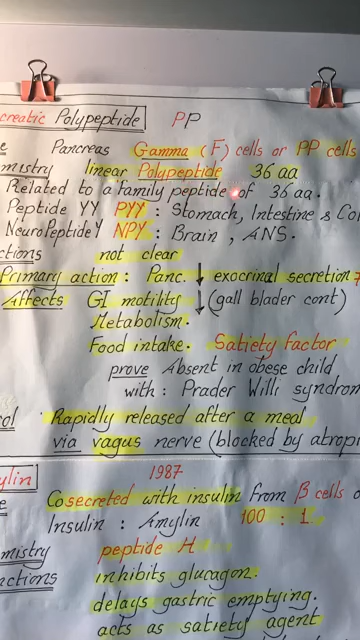 creatic Polypeptide PP
e Pancreas Gamma (F) cells or PP cells
mistry linear Polypeptide 36 aa
Related to a Family peptide of 36 aa.
Peptide YY PYY : Stomach, Intestine & Col
NeuroPeptide Y NPY : Brain , ANS.
ctions not clear
Primary action : Panc. ↓ exocrinal secretion
Affects GI motility ↓ (gall blader cont)
Metabolism.
Food intake. Satiety factor
prove Absent in obese child
with : Prader Willi syndrom
ol Rapidly released after a meal
via vagus nerve (blocked by atropi
ylin 1987
e Cosecreted with insulin from β cells o
Insulin : Amylin 100 : 1.
mistry peptide H
nctions inhibits glucagon.
delays gastric emptying.
acts as satiety agent